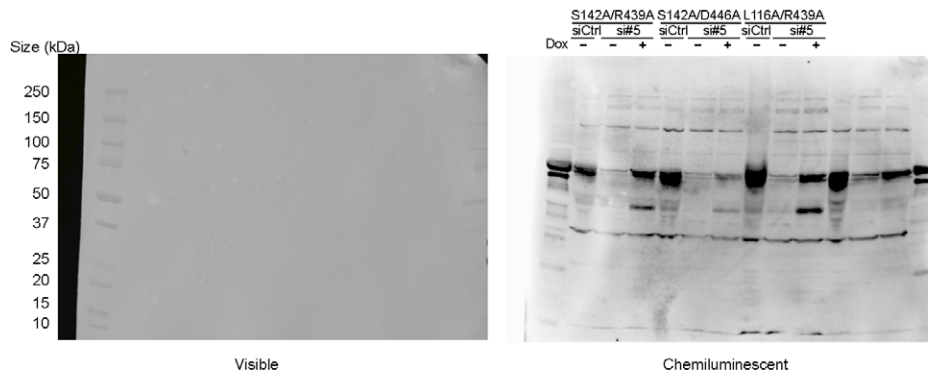 S142A/R439A S142A/D446A L116A/R439A
siCtrl si#5 siCtrl si#5 siCtrl si#5
Dox - - + - - + - - +
Size (kDa)
250
150
100
75
50
37
25
20
15
10
Visible
Chemiluminescent